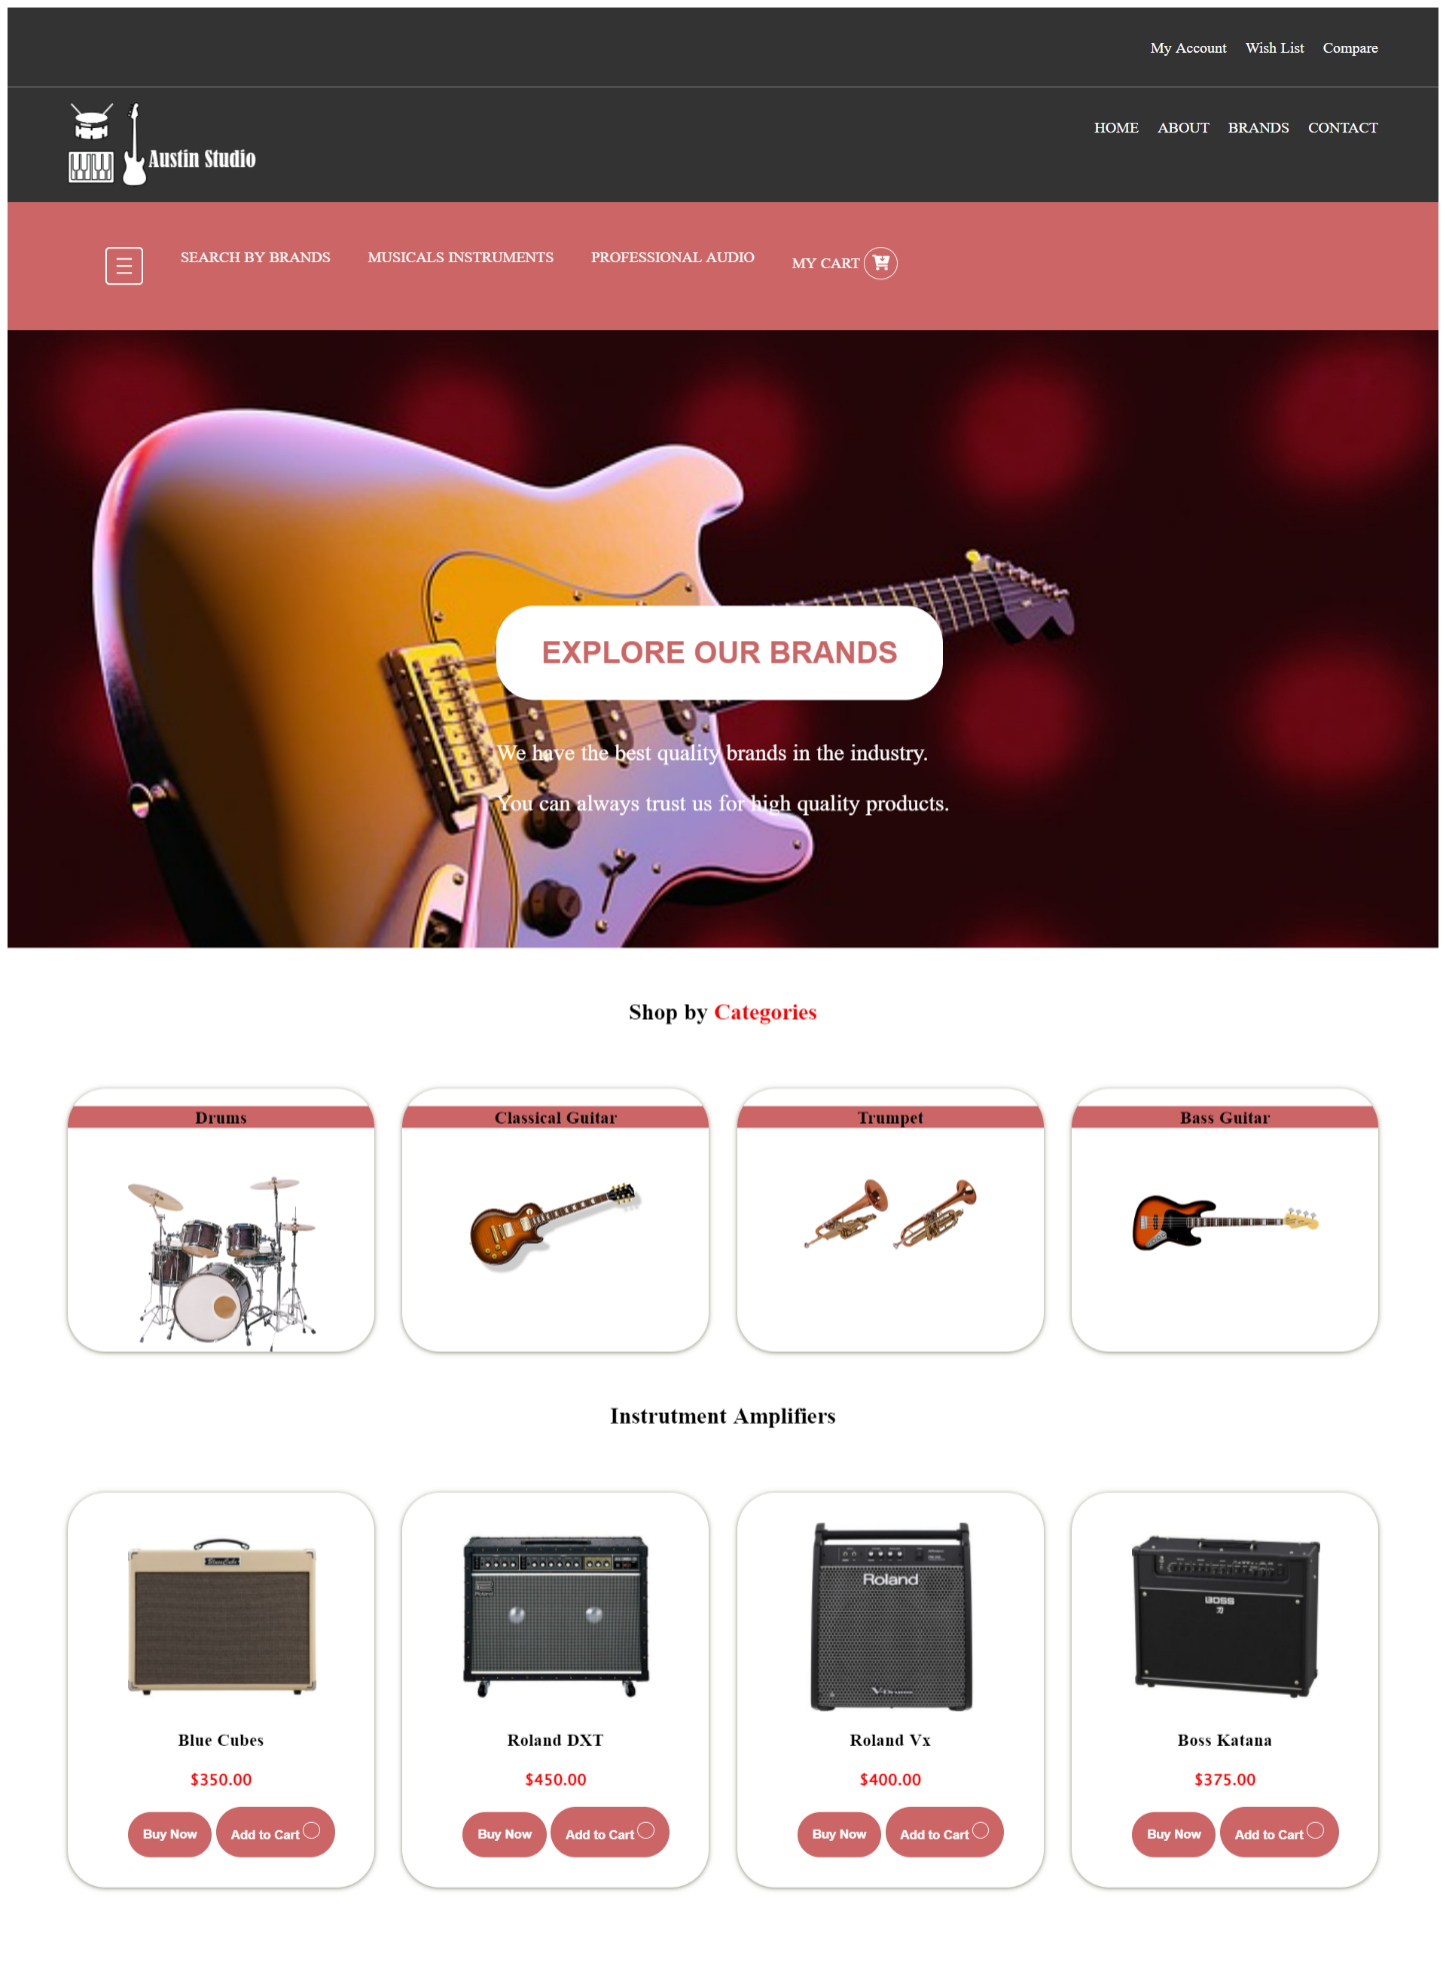 My Account Wish List Compare
Austin Studio
HOME ABOUT BRANDS CONTACT
SEARCH BY BRANDS MUSICALS INSTRUMENTS PROFESSIONAL AUDIO MY CART
EXPLORE OUR BRANDS
We have the best quality brands in the industry.
You can always trust us for high quality products.
Shop by Categories
Drums Classical Guitar Trumpet Bass Guitar
Instrutment Amplifiers
Roland
Roland
V-Drums
BOSS
Blue Cubes Roland DXT Roland Vx Boss Katana
$350.00 $450.00 $400.00 $375.00
Buy Now Add to Cart Buy Now Add to Cart Buy Now Add to Cart Buy Now Add to Cart